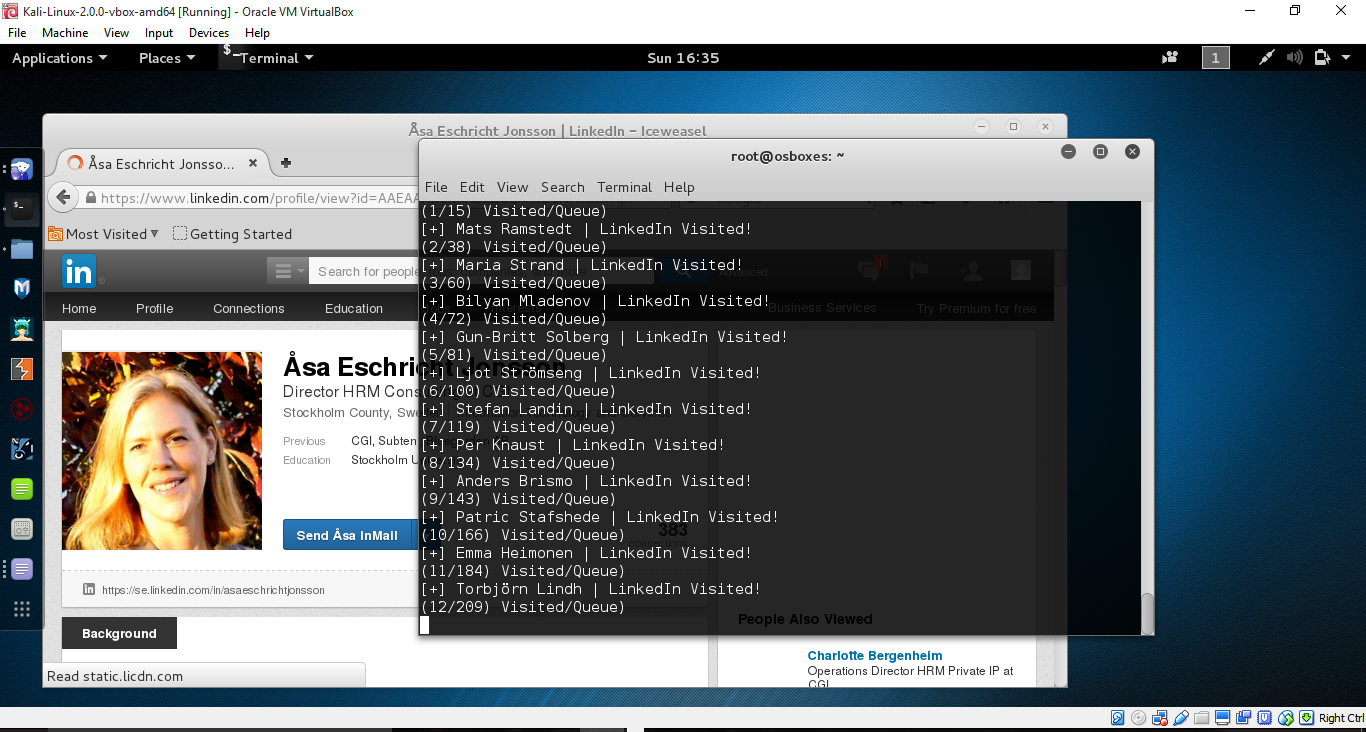 Kali-Linux-2.0.0-vbox-amd64 [Running] - Oracle VM VirtualBox
File Machine View Input Devices Help
Applications Places Terminal Sun 16:35 1
Åsa Eschricht Jonsson | LinkedIn - Iceweasel
Åsa Eschricht Jonsso...
https://www.linkedin.com/profile/view?id=AAEAA
Most Visited Getting Started
in Search for people Advanced 1
Home Profile Connections Education Business Services Try Premium for free
Åsa Eschricht Jonsson
Director HRM Cons
Stockholm County, Swe
Previous CGI, Subten
Education Stockholm U
Send Åsa InMail
383
connections
https://se.linkedin.com/in/asaeschrichtjonsson
Background
People Also Viewed
Charlotte Bergenheim
Operations Director HRM Private IP at
CGI
Read static.licdn.com
root@osboxes: ~
File Edit View Search Terminal Help
(1/15) Visited/Queue)
[+] Mats Ramstedt | LinkedIn Visited!
(2/38) Visited/Queue)
[+] Maria Strand | LinkedIn Visited!
(3/60) Visited/Queue)
[+] Bilyan Mladenov | LinkedIn Visited!
(4/72) Visited/Queue)
[+] Gun-Britt Solberg | LinkedIn Visited!
(5/81) Visited/Queue)
[+] Ljot Strömseng | LinkedIn Visited!
(6/100) Visited/Queue)
[+] Stefan Landin | LinkedIn Visited!
(7/119) Visited/Queue)
[+] Per Knaust | LinkedIn Visited!
(8/134) Visited/Queue)
[+] Anders Brismo | LinkedIn Visited!
(9/143) Visited/Queue)
[+] Patric Stafshede | LinkedIn Visited!
(10/166) Visited/Queue)
[+] Emma Heimonen | LinkedIn Visited!
(11/184) Visited/Queue)
[+] Torbjörn Lindh | LinkedIn Visited!
(12/209) Visited/Queue)
Right Ctrl